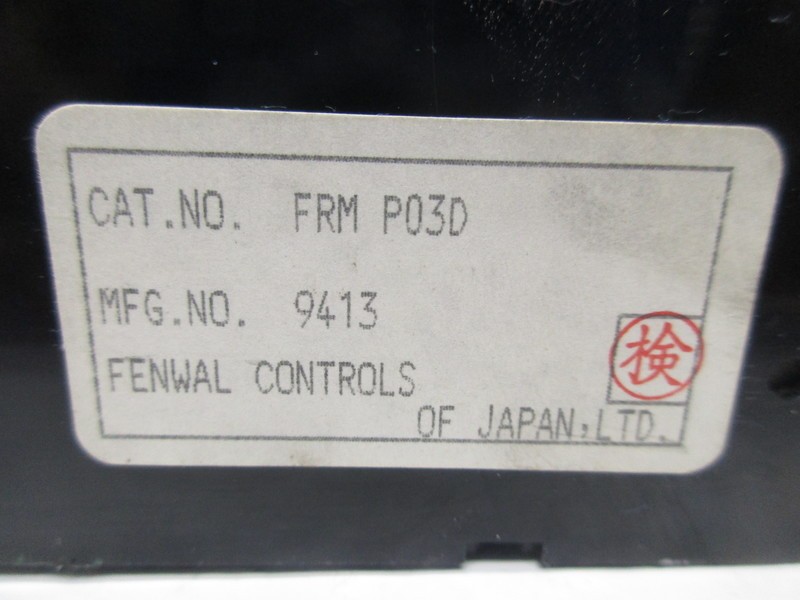 CAT.NO. FRM P03D
MFG.NO. 9413
検
FENWAL CONTROLS
OF JAPAN,LTD.